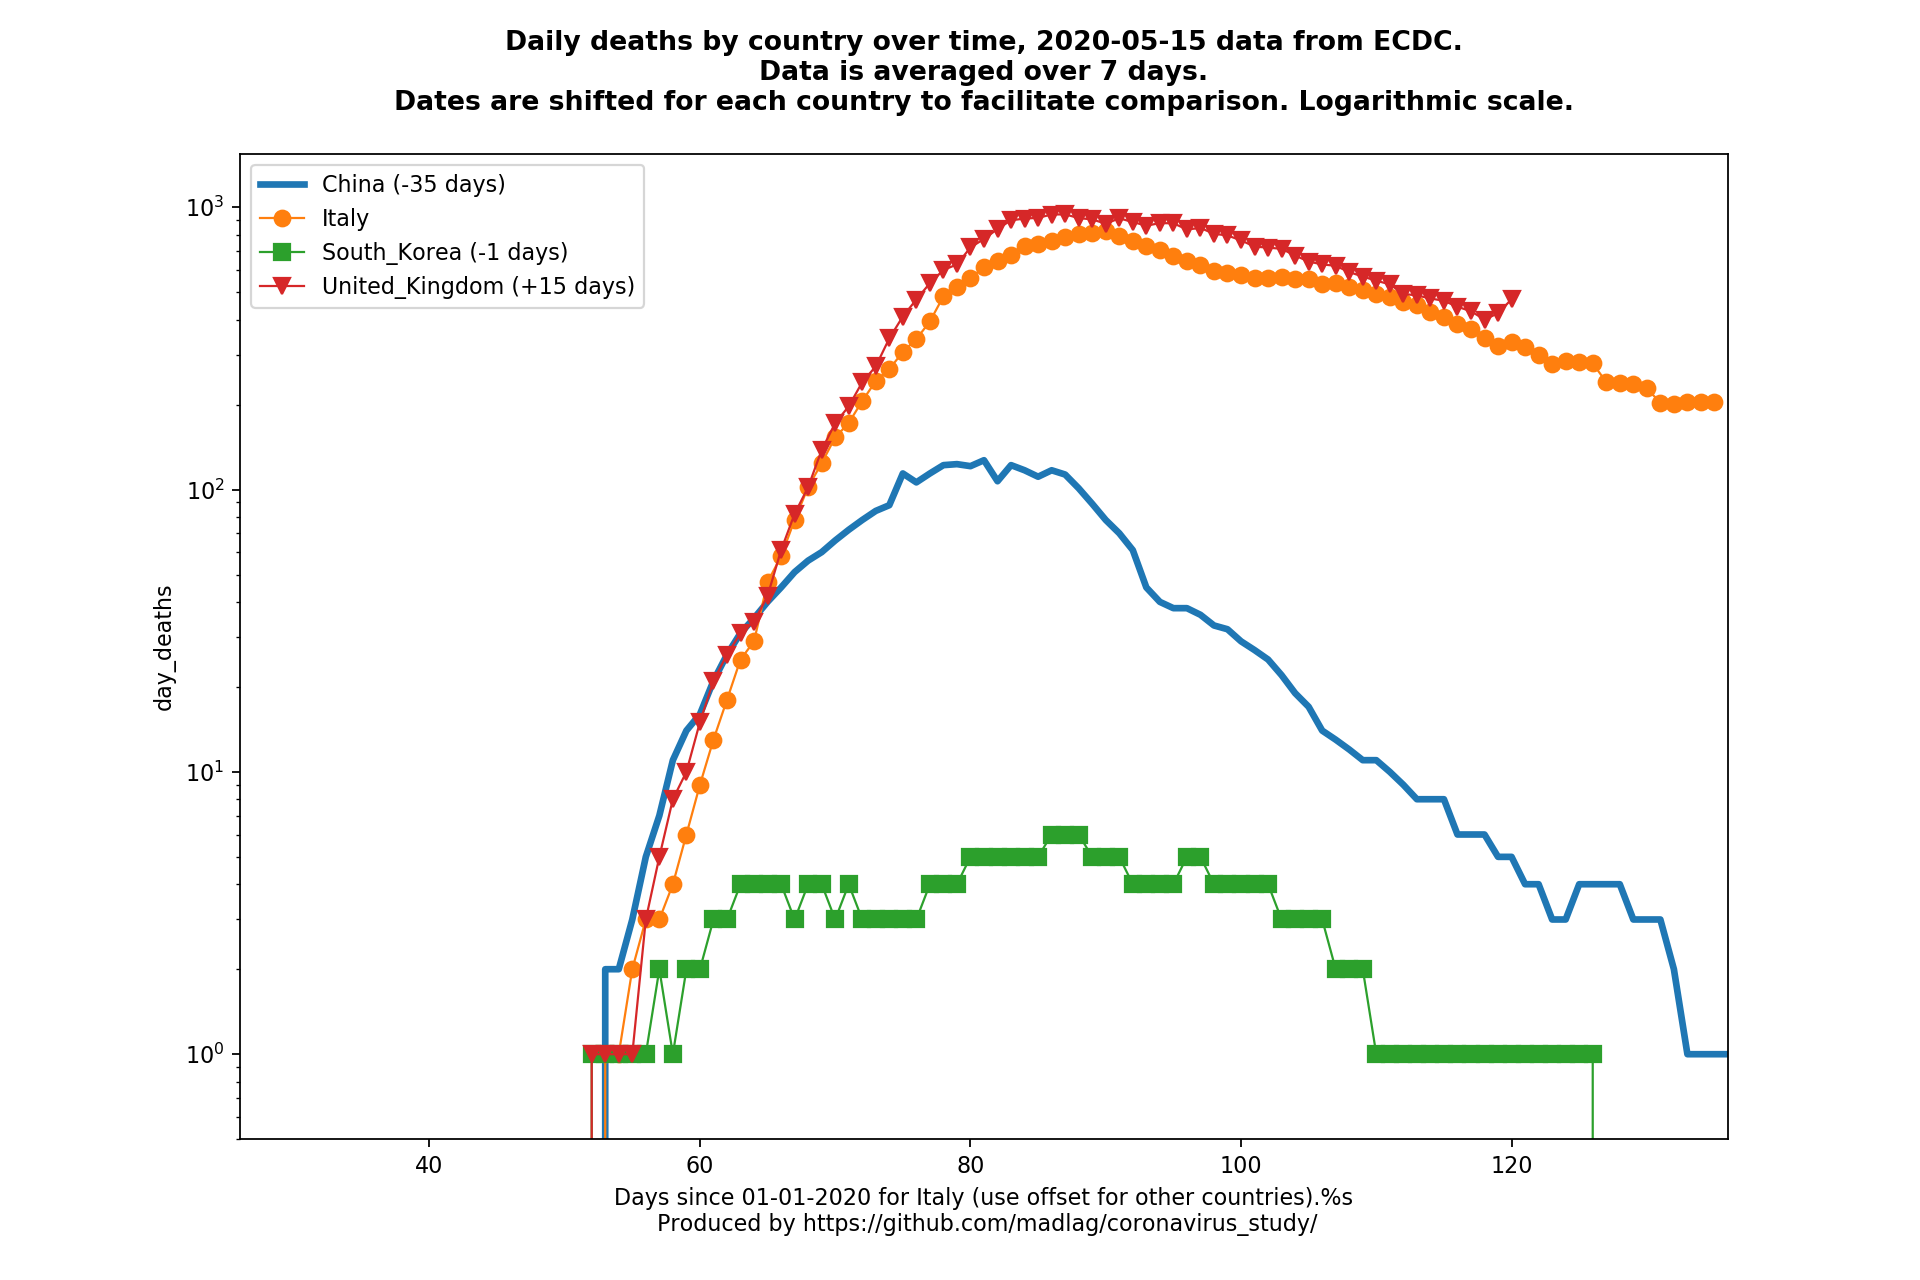 Daily deaths by country over time, 2020-05-15 data from ECDC.
Data is averaged over 7 days.
Dates are shifted for each country to facilitate comparison. Logarithmic scale.
China (-35 days)
Italy
South_Korea (-1 days)
United_Kingdom (+15 days)
day_deaths
10³
10²
10¹
10⁰
40 60 80 100 120
Days since 01-01-2020 for Italy (use offset for other countries).%s
Produced by https://github.com/madlag/coronavirus_study/